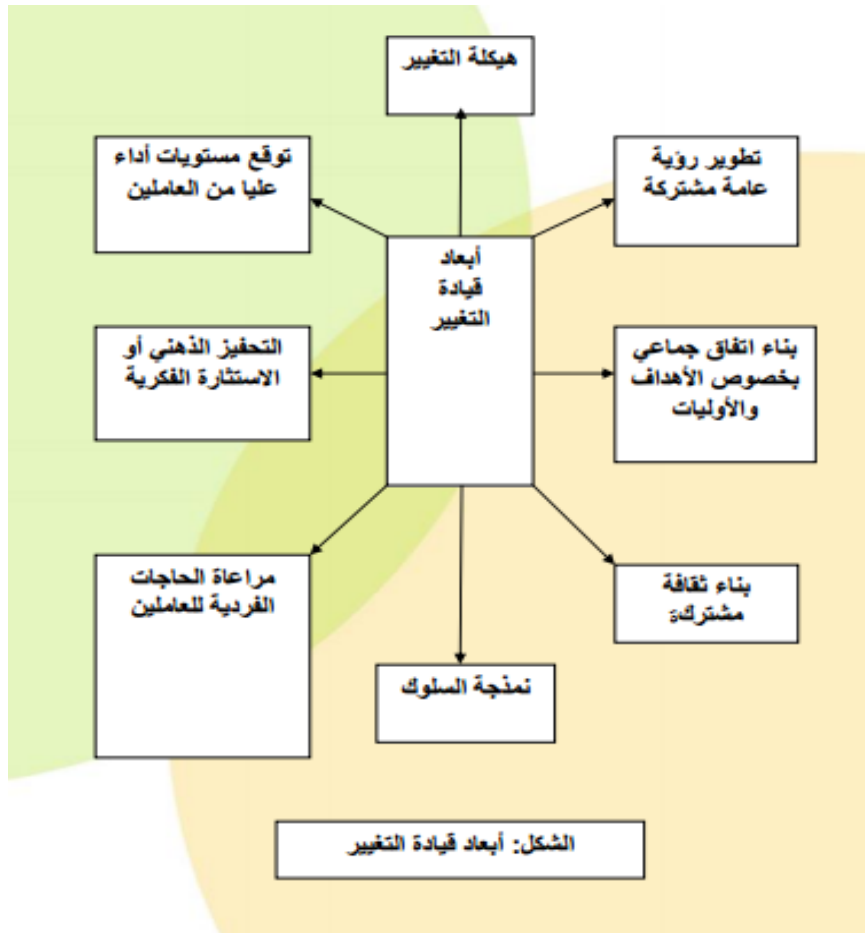 هيكلة التغيير
تطوير رؤية
عامة مشتركة
توقع مستويات أداء
عليا من العاملين
أبعاد
قيادة
التغيير
بناء اتفاق جماعي
بخصوص الأهداف
والأوليات
التحفيز الذهني أو
الاستثارة الفكرية
بناء ثقافة
مشتركة
مراعاة الحاجات
الفردية للعاملين
نمذجة السلوك
الشكل: أبعاد قيادة التغيير